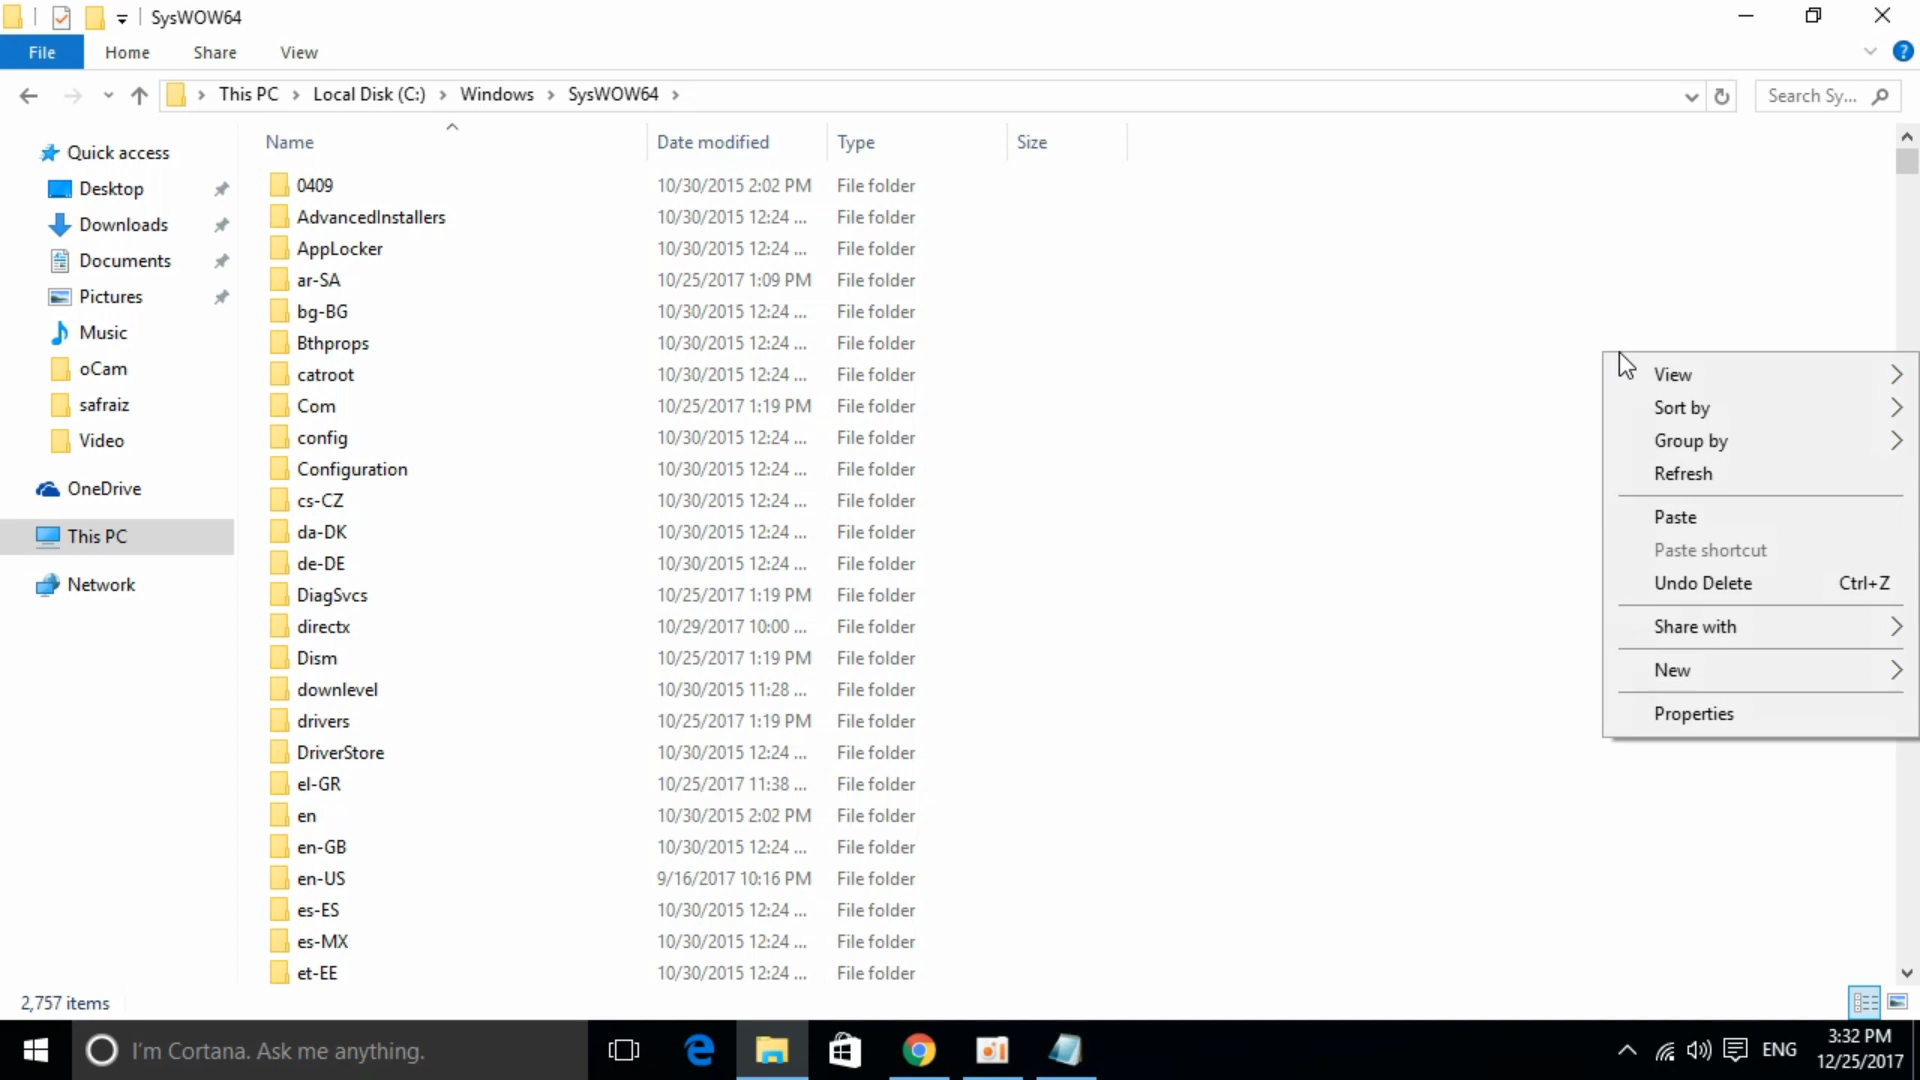 SysWOW64
File Home Share View
This PC Local Disk (C:) Windows SysWOW64
Search Sy...
Quick access
Desktop
Downloads
Documents
Pictures
Music
oCam
safraiz
Video
OneDrive
This PC
Network
Name Date modified Type Size
0409 10/30/2015 2:02 PM File folder
AdvancedInstallers 10/30/2015 12:24 ... File folder
AppLocker 10/30/2015 12:24 ... File folder
ar-SA 10/25/2017 1:09 PM File folder
bg-BG 10/30/2015 12:24 ... File folder
Bthprops 10/30/2015 12:24 ... File folder
catroot 10/30/2015 12:24 ... File folder
Com 10/25/2017 1:19 PM File folder
config 10/30/2015 12:24 ... File folder
Configuration 10/30/2015 12:24 ... File folder
cs-CZ 10/30/2015 12:24 ... File folder
da-DK 10/30/2015 12:24 ... File folder
de-DE 10/30/2015 12:24 ... File folder
DiagSvcs 10/25/2017 1:19 PM File folder
directx 10/29/2017 10:00 ... File folder
Dism 10/25/2017 1:19 PM File folder
downlevel 10/30/2015 11:28 ... File folder
drivers 10/25/2017 1:19 PM File folder
DriverStore 10/30/2015 12:24 ... File folder
el-GR 10/25/2017 11:38 ... File folder
en 10/30/2015 2:02 PM File folder
en-GB 10/30/2015 12:24 ... File folder
en-US 9/16/2017 10:16 PM File folder
es-ES 10/30/2015 12:24 ... File folder
es-MX 10/30/2015 12:24 ... File folder
et-EE 10/30/2015 12:24 ... File folder
View
Sort by
Group by
Refresh
Paste
Paste shortcut
Undo Delete Ctrl+Z
Share with
New
Properties
2,757 items
I'm Cortana. Ask me anything.
ENG
3:32 PM
12/25/2017